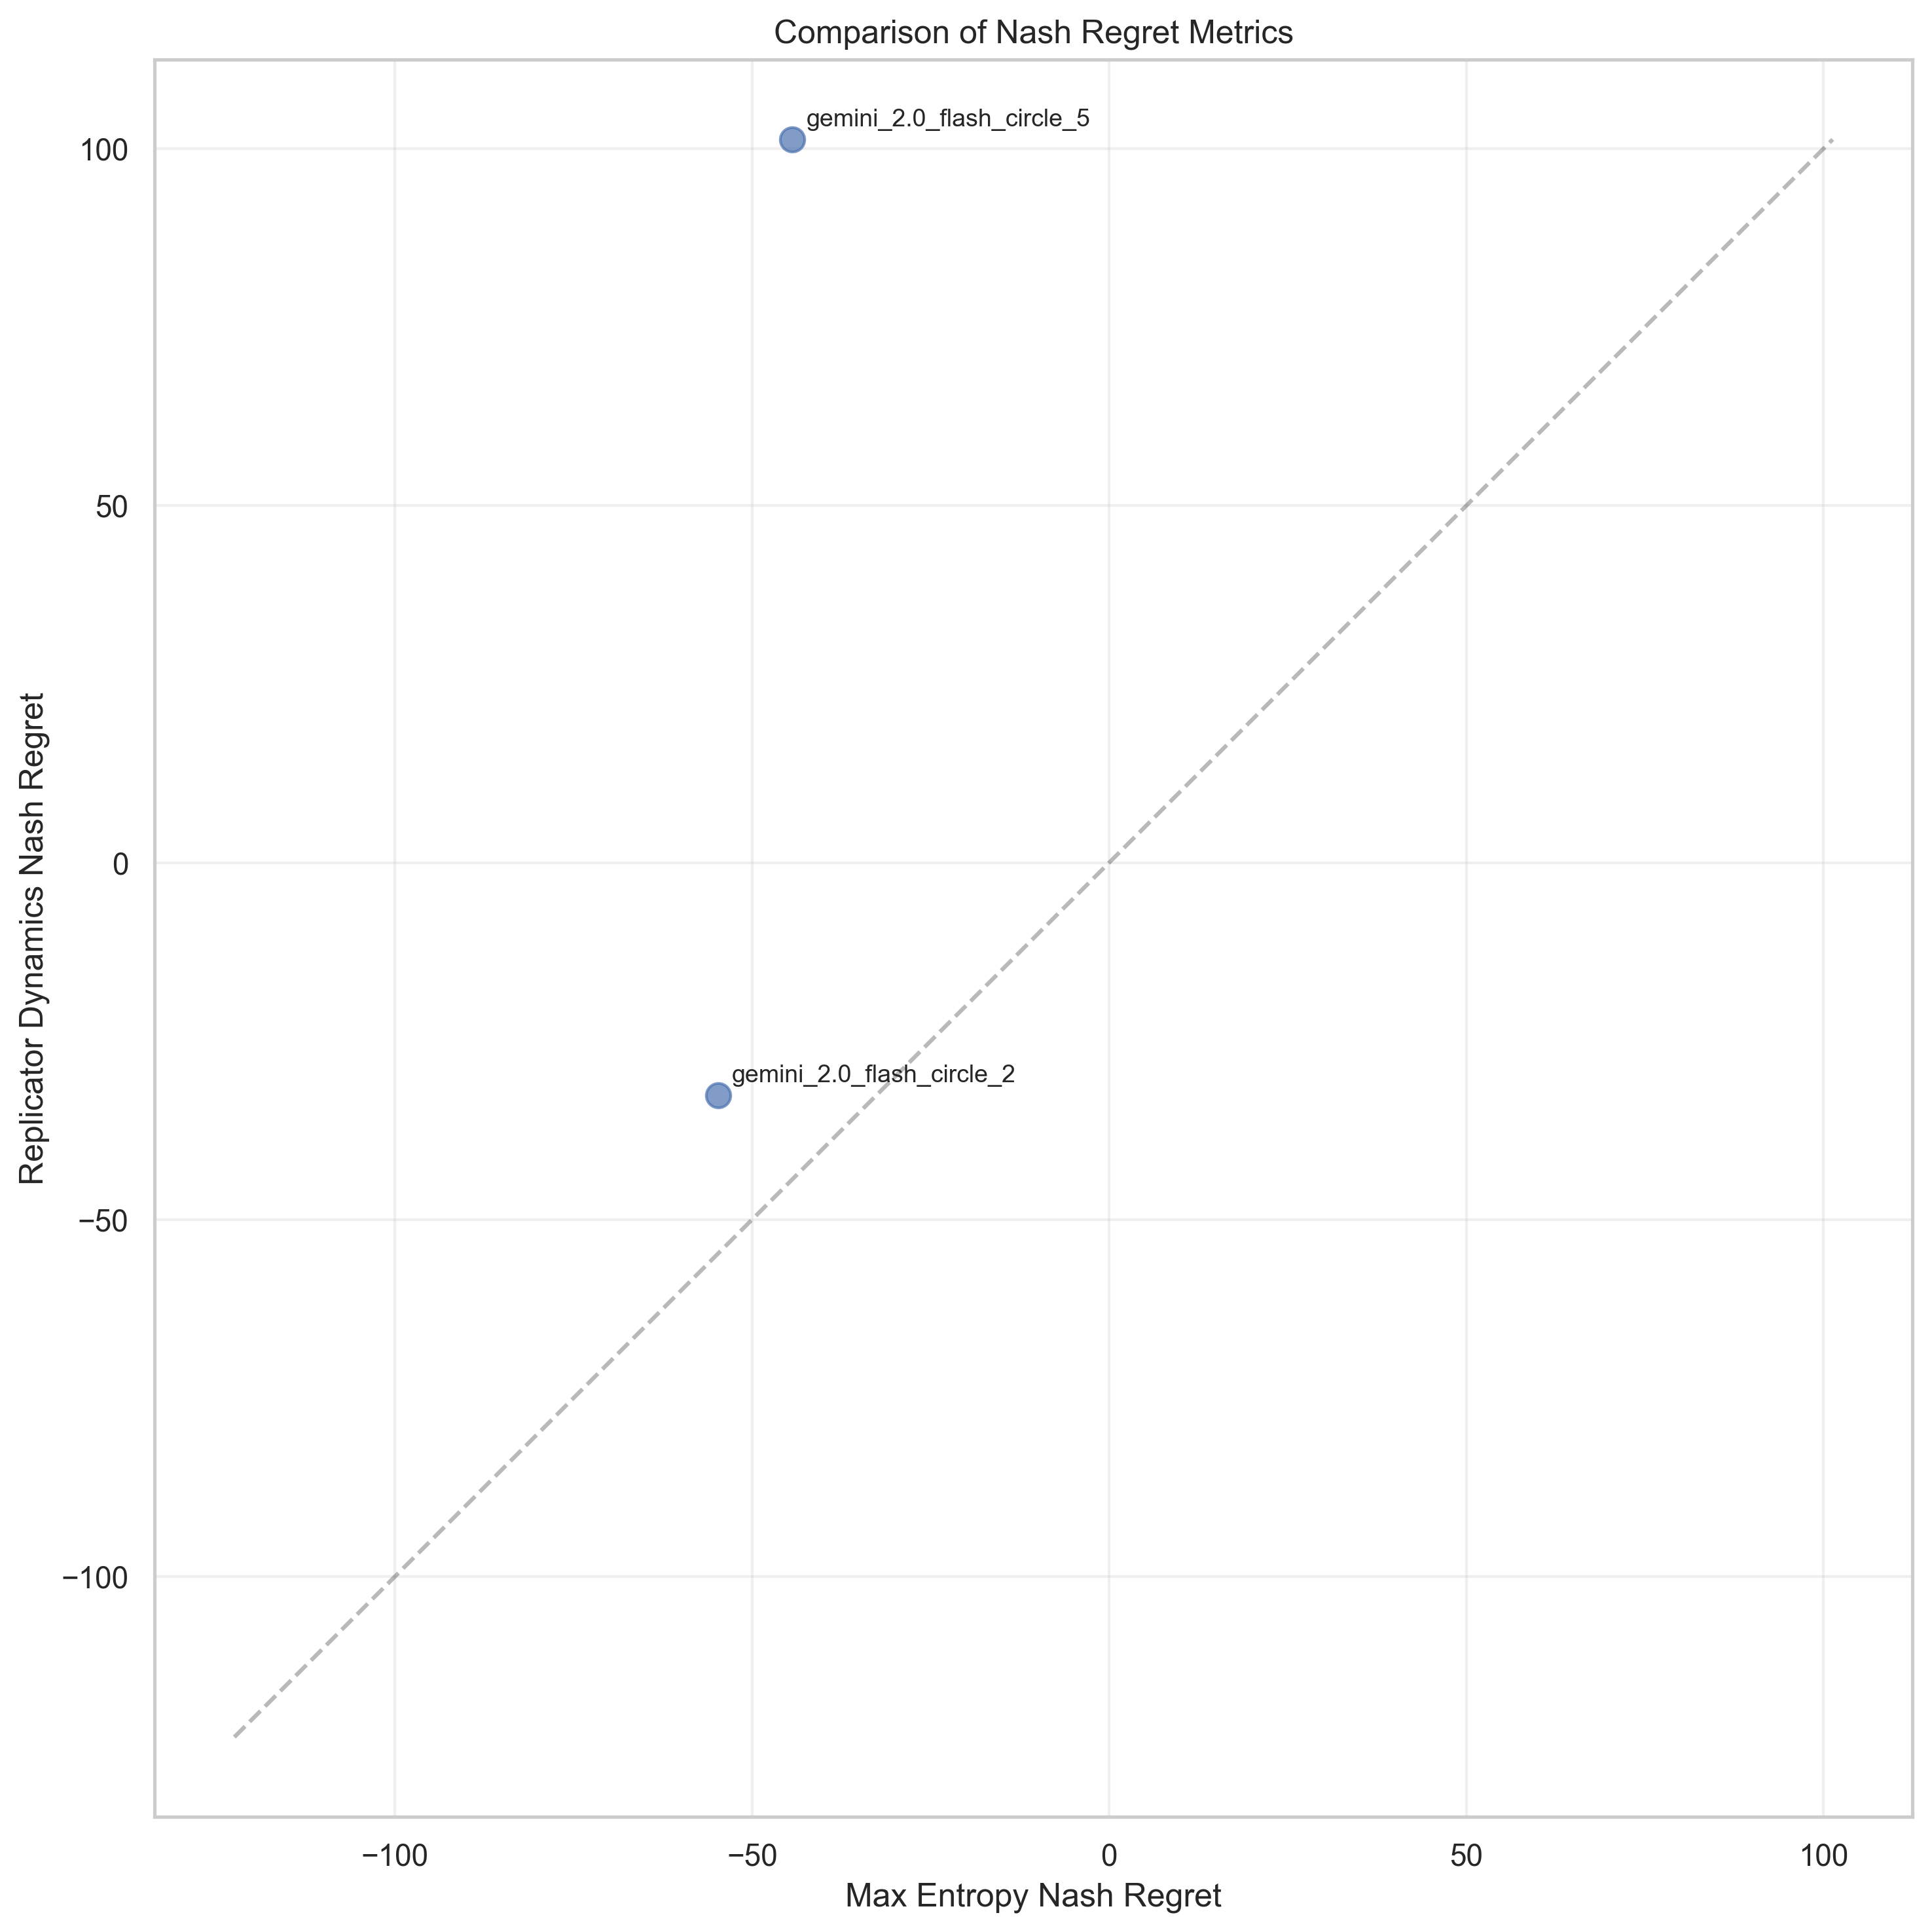 Comparison of Nash Regret Metrics
gemini_2.0_flash_circle_5
100
50
0
gemini_2.0_flash_circle_2
−50
−100
Replicator Dynamics Nash Regret
−100 −50 0 50 100
Max Entropy Nash Regret